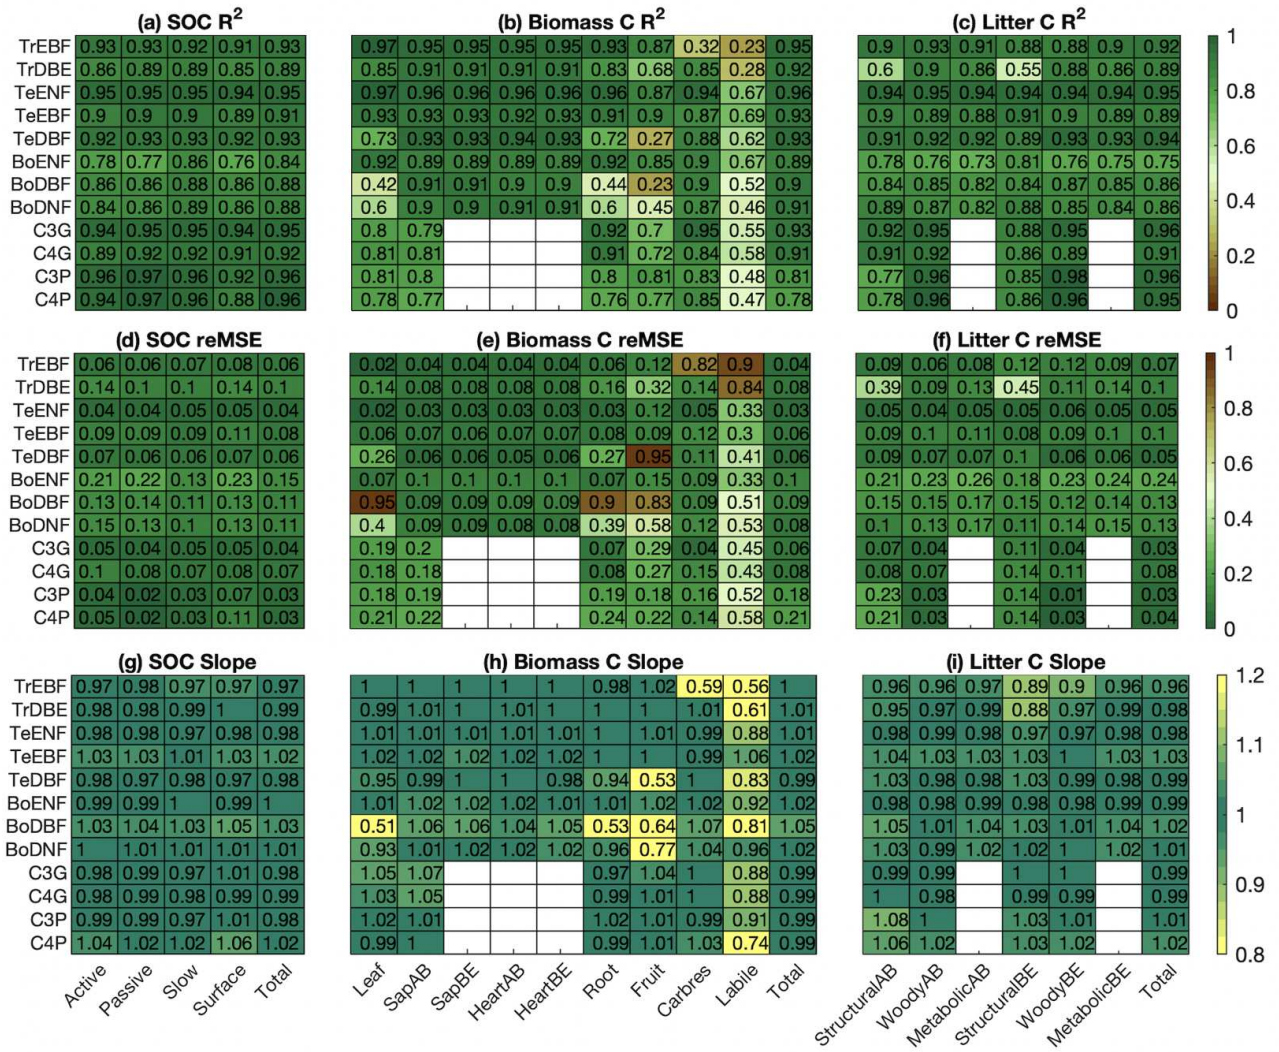 (a) SOC R² (b) Biomass C R² (c) Litter C R²
TrEBF 0.93 0.93 0.92 0.91 0.93 0.97 0.95 0.95 0.95 0.95 0.93 0.87 0.32 0.23 0.95 0.9 0.93 0.91 0.88 0.88 0.9 0.92 1
TrDBE 0.86 0.89 0.89 0.85 0.89 0.85 0.91 0.91 0.91 0.91 0.83 0.68 0.85 0.28 0.92 0.6 0.9 0.86 0.55 0.88 0.86 0.89
TeENF 0.95 0.95 0.95 0.94 0.95 0.97 0.96 0.96 0.96 0.96 0.96 0.87 0.94 0.67 0.96 0.94 0.95 0.94 0.94 0.94 0.94 0.95 0.8
TeEBF 0.9 0.9 0.9 0.89 0.91 0.93 0.93 0.93 0.92 0.93 0.91 0.9 0.87 0.69 0.93 0.9 0.89 0.88 0.91 0.9 0.89 0.89
TeDBF 0.92 0.93 0.93 0.92 0.93 0.73 0.93 0.93 0.94 0.93 0.72 0.27 0.88 0.62 0.93 0.91 0.92 0.92 0.89 0.93 0.93 0.94 0.6
BoENF 0.78 0.77 0.86 0.76 0.84 0.92 0.89 0.89 0.89 0.89 0.92 0.85 0.9 0.67 0.89 0.78 0.76 0.73 0.81 0.76 0.75 0.75
BoDBF 0.86 0.86 0.88 0.86 0.88 0.42 0.91 0.91 0.9 0.9 0.44 0.23 0.9 0.52 0.9 0.84 0.85 0.82 0.84 0.87 0.85 0.86 0.4
BoDNF 0.84 0.86 0.89 0.86 0.88 0.6 0.9 0.9 0.91 0.91 0.6 0.45 0.87 0.46 0.91 0.89 0.87 0.82 0.88 0.85 0.84 0.86
C3G 0.94 0.95 0.95 0.94 0.95 0.8 0.79 0.92 0.7 0.95 0.55 0.93 0.92 0.95 0.88 0.95 0.96
C4G 0.89 0.92 0.92 0.91 0.92 0.81 0.81 0.91 0.72 0.84 0.58 0.91 0.91 0.92 0.86 0.89 0.91 0.2
C3P 0.96 0.97 0.96 0.92 0.96 0.81 0.8 0.8 0.81 0.83 0.48 0.81 0.77 0.96 0.85 0.98 0.96
C4P 0.94 0.97 0.96 0.88 0.96 0.78 0.77 0.76 0.77 0.85 0.47 0.78 0.78 0.96 0.86 0.96 0.95 0
(d) SOC reMSE (e) Biomass C reMSE (f) Litter C reMSE
TrEBF 0.06 0.06 0.07 0.08 0.06 0.02 0.04 0.04 0.04 0.04 0.06 0.12 0.82 0.9 0.04 0.09 0.06 0.08 0.12 0.12 0.09 0.07 1
TrDBE 0.14 0.1 0.1 0.14 0.1 0.14 0.08 0.08 0.08 0.08 0.16 0.32 0.14 0.84 0.08 0.39 0.09 0.13 0.45 0.11 0.14 0.1
TeENF 0.04 0.04 0.05 0.05 0.04 0.02 0.03 0.03 0.03 0.03 0.03 0.12 0.05 0.33 0.03 0.05 0.04 0.05 0.05 0.06 0.05 0.05 0.8
TeEBF 0.09 0.09 0.09 0.11 0.08 0.06 0.07 0.06 0.07 0.07 0.08 0.09 0.12 0.3 0.06 0.09 0.1 0.11 0.08 0.09 0.1 0.1
TeDBF 0.07 0.06 0.06 0.07 0.06 0.26 0.06 0.06 0.05 0.06 0.27 0.95 0.11 0.41 0.06 0.09 0.07 0.07 0.1 0.06 0.06 0.05 0.6
BoENF 0.21 0.22 0.13 0.23 0.15 0.07 0.1 0.1 0.1 0.1 0.07 0.15 0.09 0.33 0.1 0.21 0.23 0.26 0.18 0.23 0.24 0.24
BoDBF 0.13 0.14 0.11 0.13 0.11 0.95 0.09 0.09 0.09 0.09 0.9 0.83 0.09 0.51 0.09 0.15 0.15 0.17 0.15 0.12 0.14 0.13
BoDNF 0.15 0.13 0.1 0.13 0.11 0.4 0.09 0.09 0.08 0.08 0.39 0.58 0.12 0.53 0.08 0.1 0.13 0.17 0.11 0.14 0.15 0.13 0.4
C3G 0.05 0.04 0.05 0.05 0.04 0.19 0.2 0.07 0.29 0.04 0.45 0.06 0.07 0.04 0.11 0.04 0.03
C4G 0.1 0.08 0.07 0.08 0.07 0.18 0.18 0.08 0.27 0.15 0.43 0.08 0.08 0.07 0.14 0.11 0.08 0.2
C3P 0.04 0.02 0.03 0.07 0.03 0.18 0.19 0.19 0.18 0.16 0.52 0.18 0.23 0.03 0.14 0.01 0.03
C4P 0.05 0.02 0.03 0.11 0.03 0.21 0.22 0.24 0.22 0.14 0.58 0.21 0.21 0.03 0.14 0.03 0.04 0
(g) SOC Slope (h) Biomass C Slope (i) Litter C Slope
TrEBF 0.97 0.98 0.97 0.97 0.97 1 1 1 1 1 0.98 1.02 0.59 0.56 1 0.96 0.96 0.97 0.89 0.9 0.96 0.96 1.2
TrDBE 0.98 0.98 0.99 1 0.99 0.99 1.01 1 1.01 1 1 1 1.01 0.61 1.01 0.95 0.97 0.99 0.88 0.97 0.99 0.98
TeENF 0.98 0.98 0.97 0.98 0.98 1.01 1.01 1.01 1.01 1.01 1 1.01 0.99 0.88 1.01 0.98 0.99 0.98 0.97 0.97 0.98 0.98
TeEBF 1.03 1.03 1.01 1.03 1.02 1.02 1.02 1.02 1.02 1.02 1 1 0.99 1.06 1.02 1.04 1.03 1.03 1.03 1 1.03 1.03 1.1
TeDBF 0.98 0.97 0.98 0.97 0.98 0.95 0.99 1 1 0.98 0.94 0.53 1 0.83 0.99 1.03 0.98 0.98 1.03 0.99 0.98 0.99
BoENF 0.99 0.99 1 0.99 1 1.01 1.02 1.02 1.02 1.01 1.01 1.02 1.02 0.92 1.02 0.98 0.98 0.99 0.98 0.98 0.99 0.99 1
BoDBF 1.03 1.04 1.03 1.05 1.03 0.51 1.06 1.06 1.04 1.05 0.53 0.64 1.07 0.81 1.05 1.05 1.01 1.04 1.03 1.01 1.04 1.02
BoDNF 1 1.01 1.01 1.01 1.01 0.93 1.01 1.02 1.02 1.02 0.96 0.77 1.04 0.96 1.02 1.03 0.99 1.02 1.02 1 1.02 1.01
C3G 0.98 0.99 0.97 1.01 0.98 1.05 1.07 0.97 1.04 1 0.88 0.99 0.99 0.99 1 1 0.99 0.9
C4G 0.98 0.99 0.99 0.99 0.98 1.03 1.05 0.99 1.01 1 0.88 0.99 1 0.98 0.99 0.99 0.99
C3P 0.99 0.99 0.97 1.01 0.98 1.02 1.01 1.02 1.01 0.99 0.91 0.99 1.08 1 1.03 1.01 1.01
C4P 1.04 1.02 1.02 1.06 1.02 0.99 1 0.99 1.01 1.03 0.74 0.99 1.06 1.02 1.03 1.02 1.02 0.8
Active Passive Slow Surface Total Leaf SapAB SapBE HeartAB HeartBE Root Fruit Carbres Labile Total StructuralAB WoodyAB MetabolicAB StructuralBE WoodyBE MetabolicBE Total